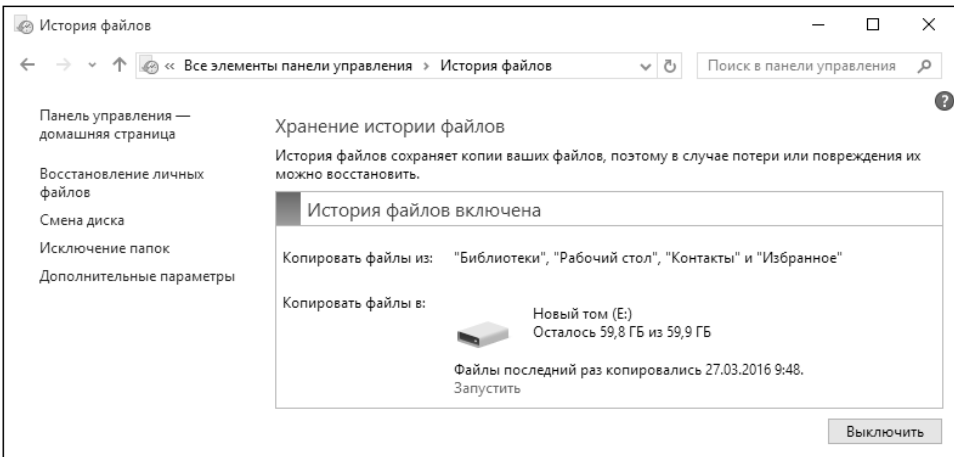 История файлов
« Все элементы панели управления › История файлов
Поиск в панели управления
?
Панель управления —
домашняя страница
Восстановление личных
файлов
Смена диска
Исключение папок
Дополнительные параметры
Хранение истории файлов
История файлов сохраняет копии ваших файлов, поэтому в случае потери или повреждения их
можно восстановить.
История файлов включена
Копировать файлы из: "Библиотеки", "Рабочий стол", "Контакты" и "Избранное"
Копировать файлы в:
Новый том (E:)
Осталось 59,8 ГБ из 59,9 ГБ
Файлы последний раз копировались 27.03.2016 9:48.
Запустить
Выключить